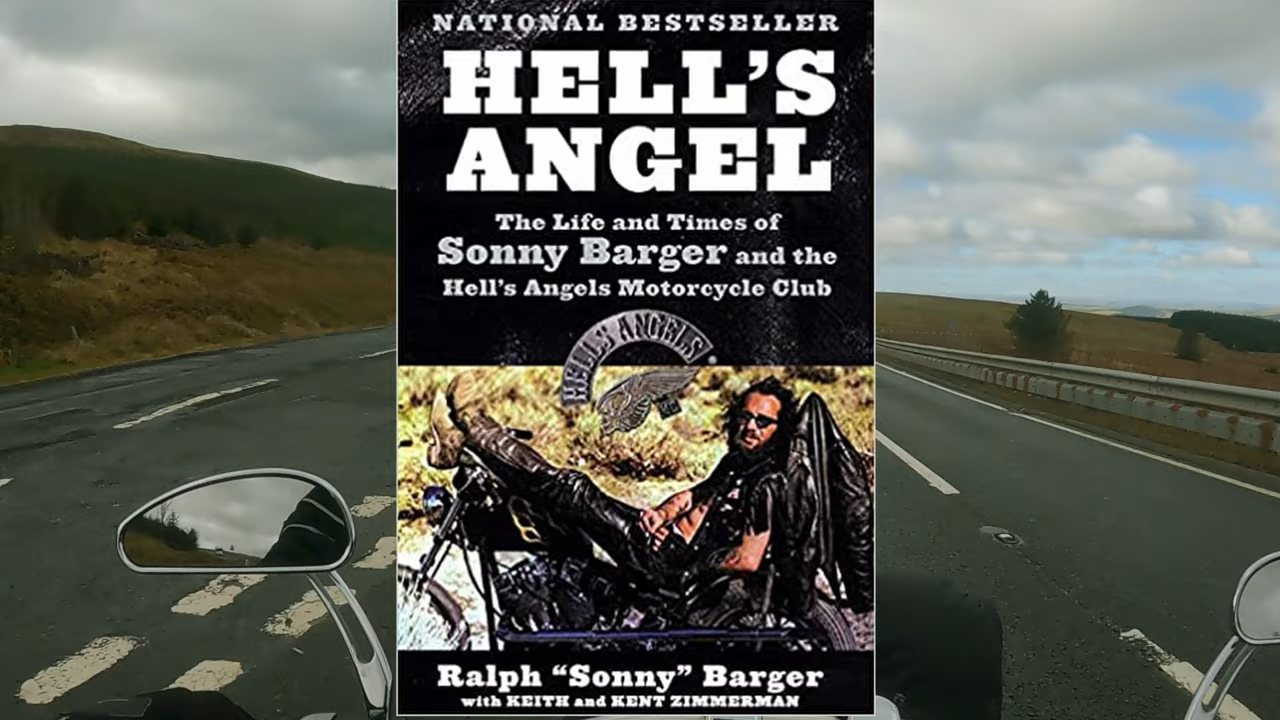 NATIONAL BESTSELLER
HELL'S
ANGEL
The Life and Times of
Sonny Barger and the
Hell's Angels Motorcycle Club
HELLS ANGELS
Ralph “Sonny” Barger
with KEITH and KENT ZIMMERMAN